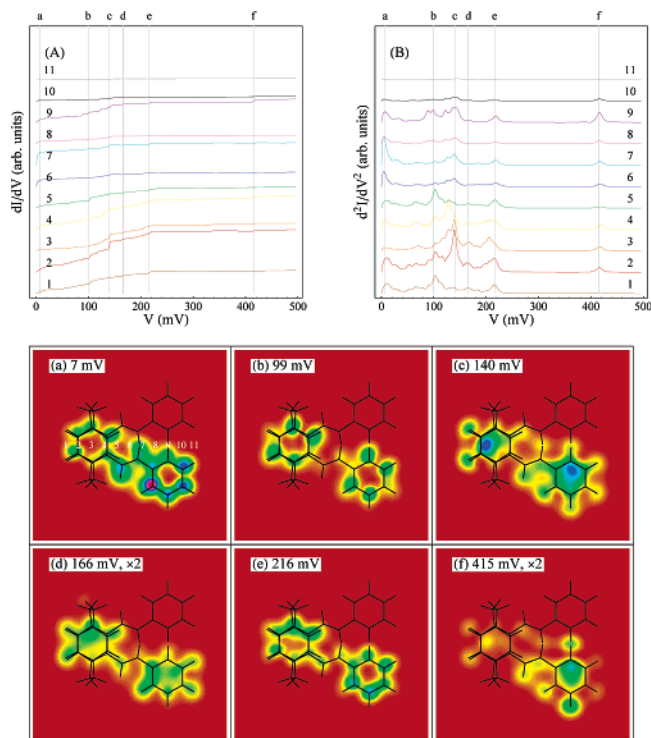 a b c d e f
a b c d e f
(A)
11
10
9
8
7
6
5
4
3
2
1
dI/dV (arb. units)
0 100 200 300 400 500
V (mV)
(B)
11
10
9
8
7
6
5
4
3
2
1
d²I/dV² (arb. units)
0 100 200 300 400 500
V (mV)
(a) 7 mV
1 2 3 4 5 6 7 8 9 10 11
(b) 99 mV
(c) 140 mV
(d) 166 mV, ×2
(e) 216 mV
(f) 415 mV, ×2